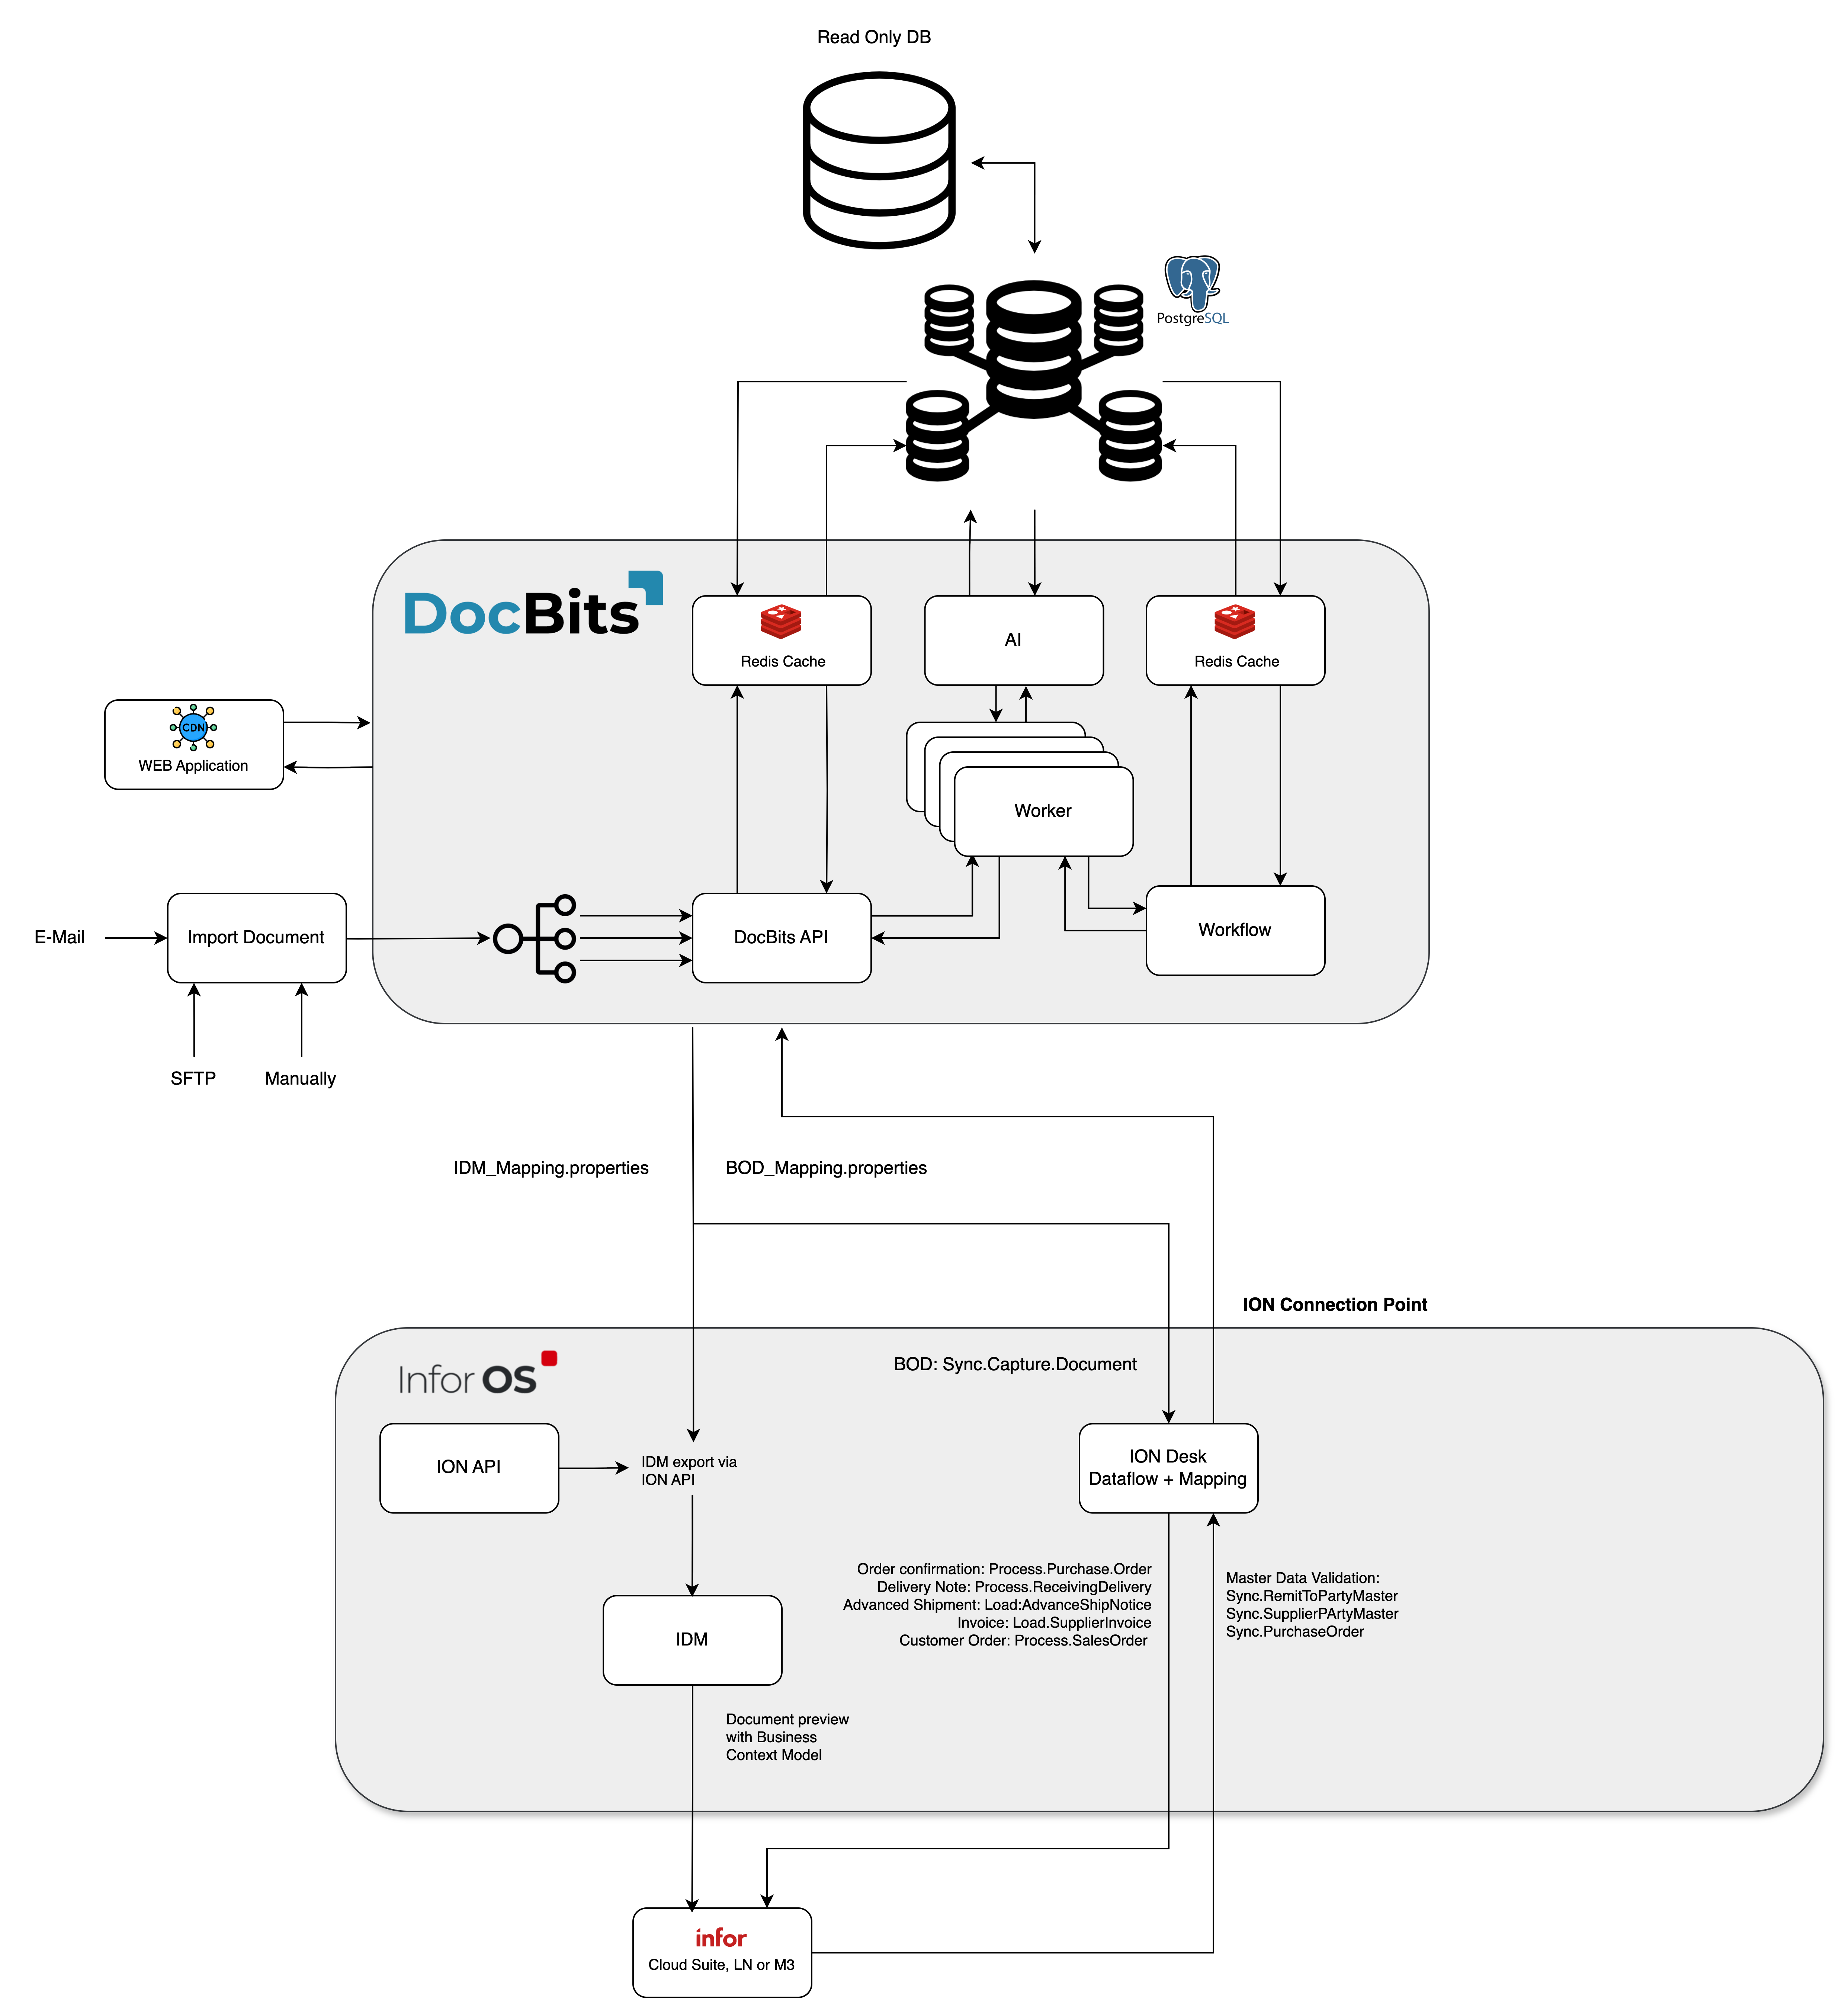 Read Only DB
PostgreSQL
DocBits
Redis Cache
AI
Redis Cache
CDN
WEB Application
Worker
E-Mail
Import Document
DocBits API
Workflow
SFTP
Manually
IDM_Mapping.properties
BOD_Mapping.properties
ION Connection Point
Infor OS
BOD: Sync.Capture.Document
ION API
IDM export via
ION API
ION Desk
Dataflow + Mapping
Order confirmation: Process.Purchase.Order
Delivery Note: Process.ReceivingDelivery
Advanced Shipment: Load:AdvanceShipNotice
Invoice: Load.SupplierInvoice
Customer Order: Process.SalesOrder
Master Data Validation:
Sync.RemitToPartyMaster
Sync.SupplierPArtyMaster
Sync.PurchaseOrder
IDM
Document preview
with Business
Context Model
infor
Cloud Suite, LN or M3